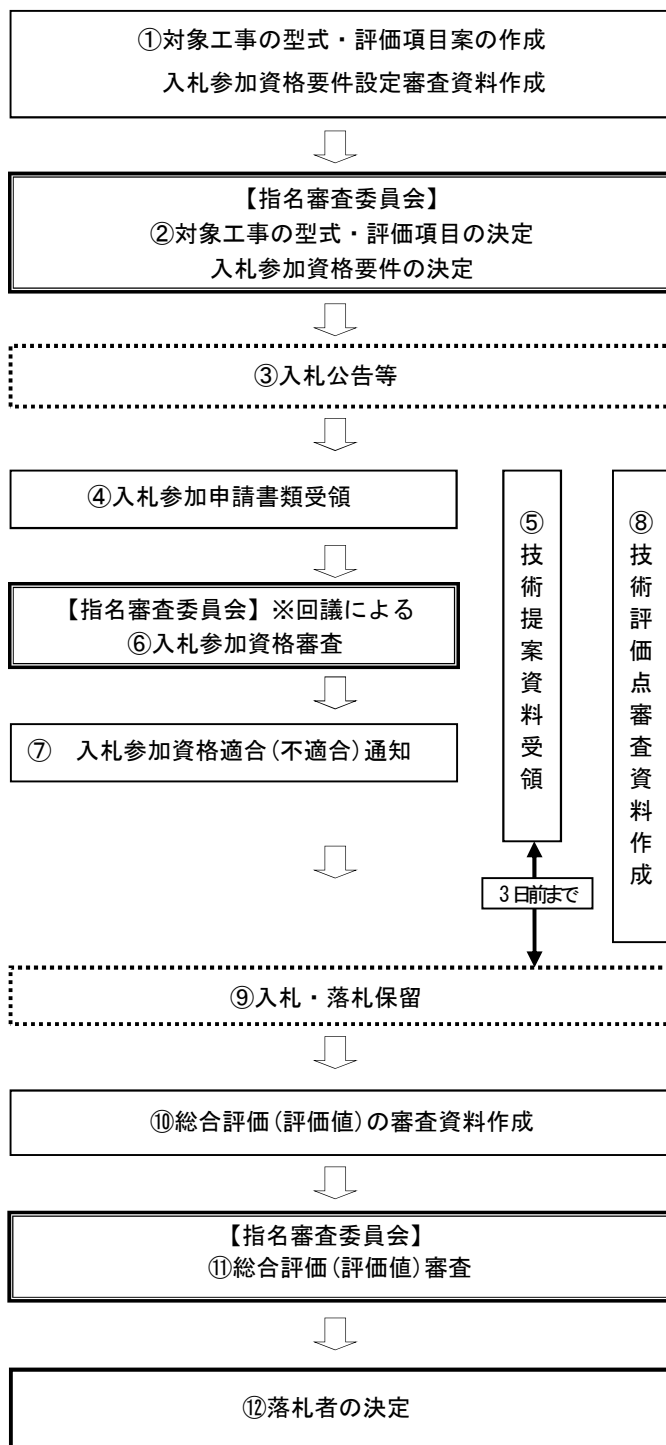 ①対象工事の型式・評価項目案の作成
入札参加資格要件設定審査資料作成
【指名審査委員会】
②対象工事の型式・評価項目の決定
入札参加資格要件の決定
③入札公告等
④入札参加申請書類受領
【指名審査委員会】※回議による
⑥入札参加資格審査
⑦　入札参加資格適合(不適合)通知
⑤技術提案資料受領
3日前まで
⑧技術評価点審査資料作成
⑨入札・落札保留
⑩総合評価(評価値)の審査資料作成
【指名審査委員会】
⑪総合評価(評価値)審査
⑫落札者の決定